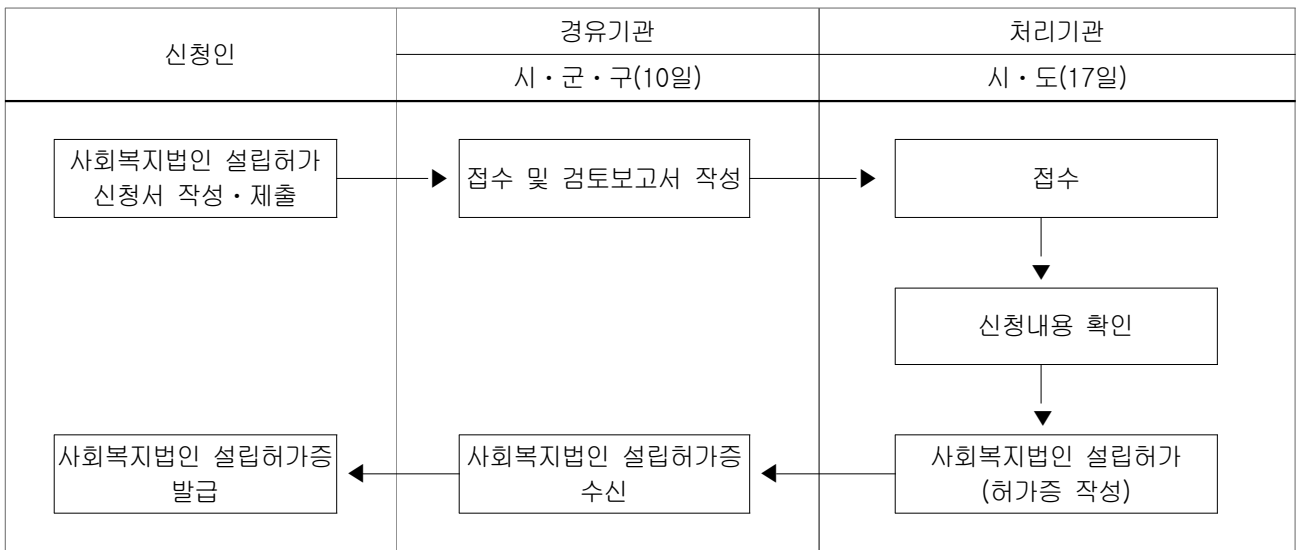 신청인
경유기관
처리기관
시・군・구(10일)
시・도(17일)
사회복지법인 설립허가
신청서 작성・제출
접수 및 검토보고서 작성
접수
신청내용 확인
사회복지법인 설립허가증
발급
사회복지법인 설립허가증
수신
사회복지법인 설립허가
(허가증 작성)